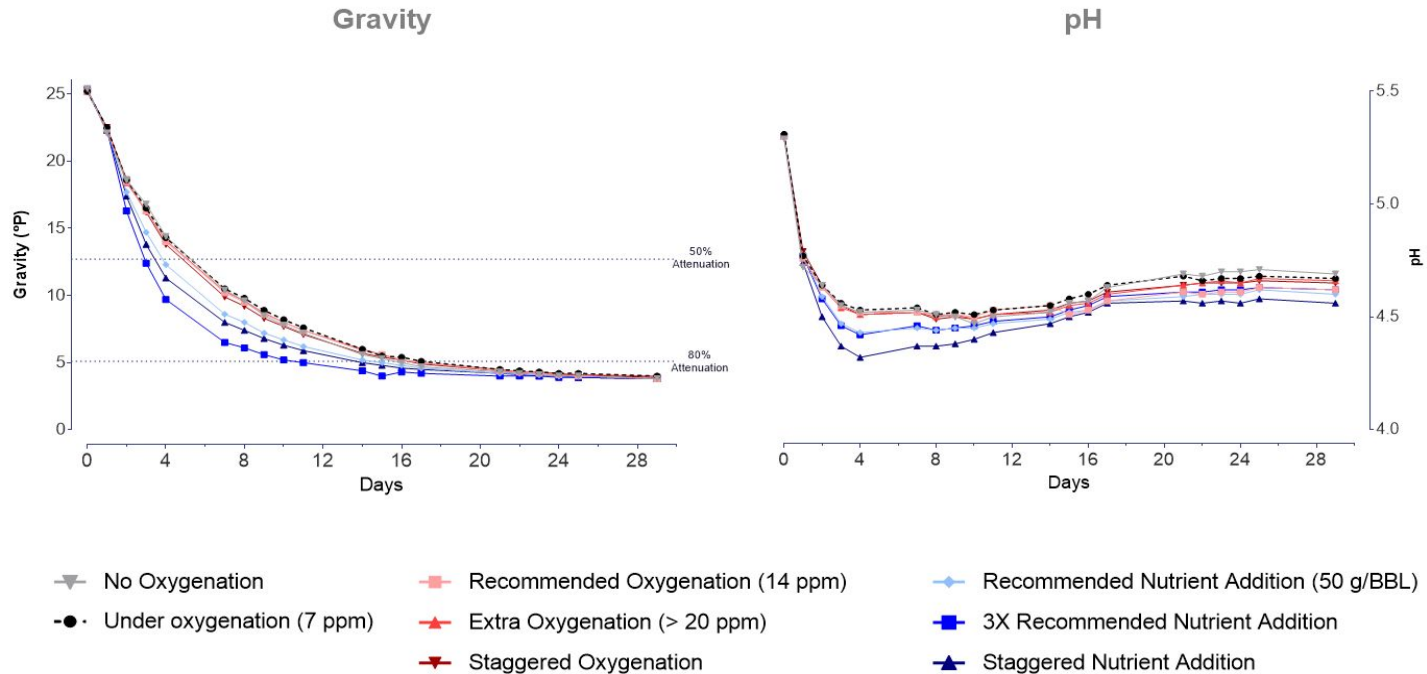 Gravity
pH
25
20
15
10
5
0
Gravity (ºP)
50%
Attenuation
80%
Attenuation
0 4 8 12 16 20 24 28
Days
5.5
5.0
4.5
4.0
pH
0 4 8 12 16 20 24 28
Days
No Oxygenation
Under oxygenation (7 ppm)
Recommended Oxygenation (14 ppm)
Extra Oxygenation (> 20 ppm)
Staggered Oxygenation
Recommended Nutrient Addition (50 g/BBL)
3X Recommended Nutrient Addition
Staggered Nutrient Addition